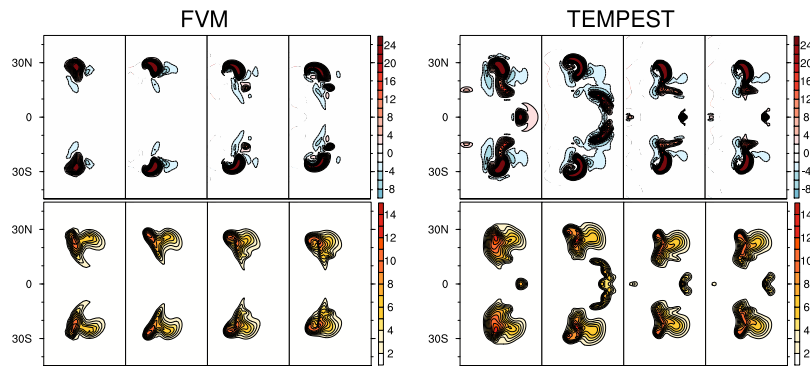 FVM TEMPEST
30N 24 30N 24
20 20
16 16
12 12
0 8 0 8
4 4
0 0
30S -4 30S -4
-8 -8
14 14
30N 12 30N 12
10 10
0 8 0 8
6 6
30S 4 30S 4
2 2